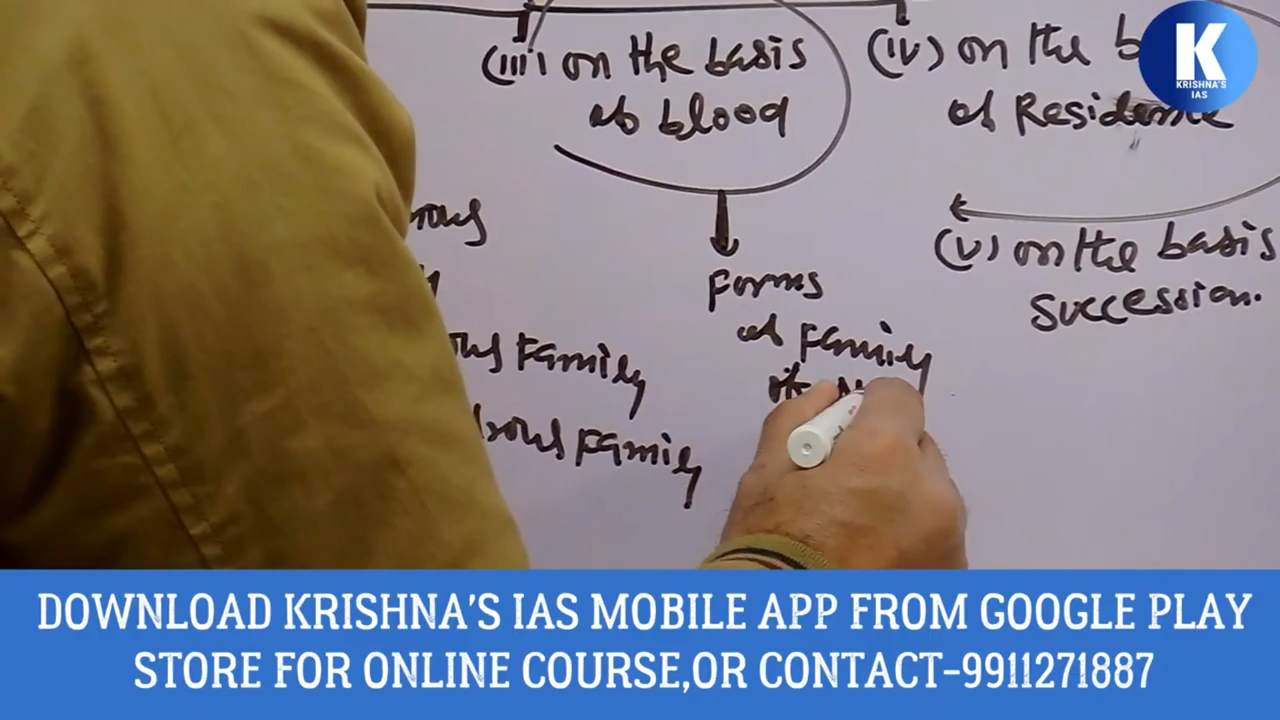 (iii) on the basis
of blood
(iv) on the b
of Residence
K
KRISHNA'S
IAS
(v) on the basis
succession.
Forms
of Family
Family
Family
DOWNLOAD KRISHNA'S IAS MOBILE APP FROM GOOGLE PLAY
STORE FOR ONLINE COURSE,OR CONTACT-9911271887